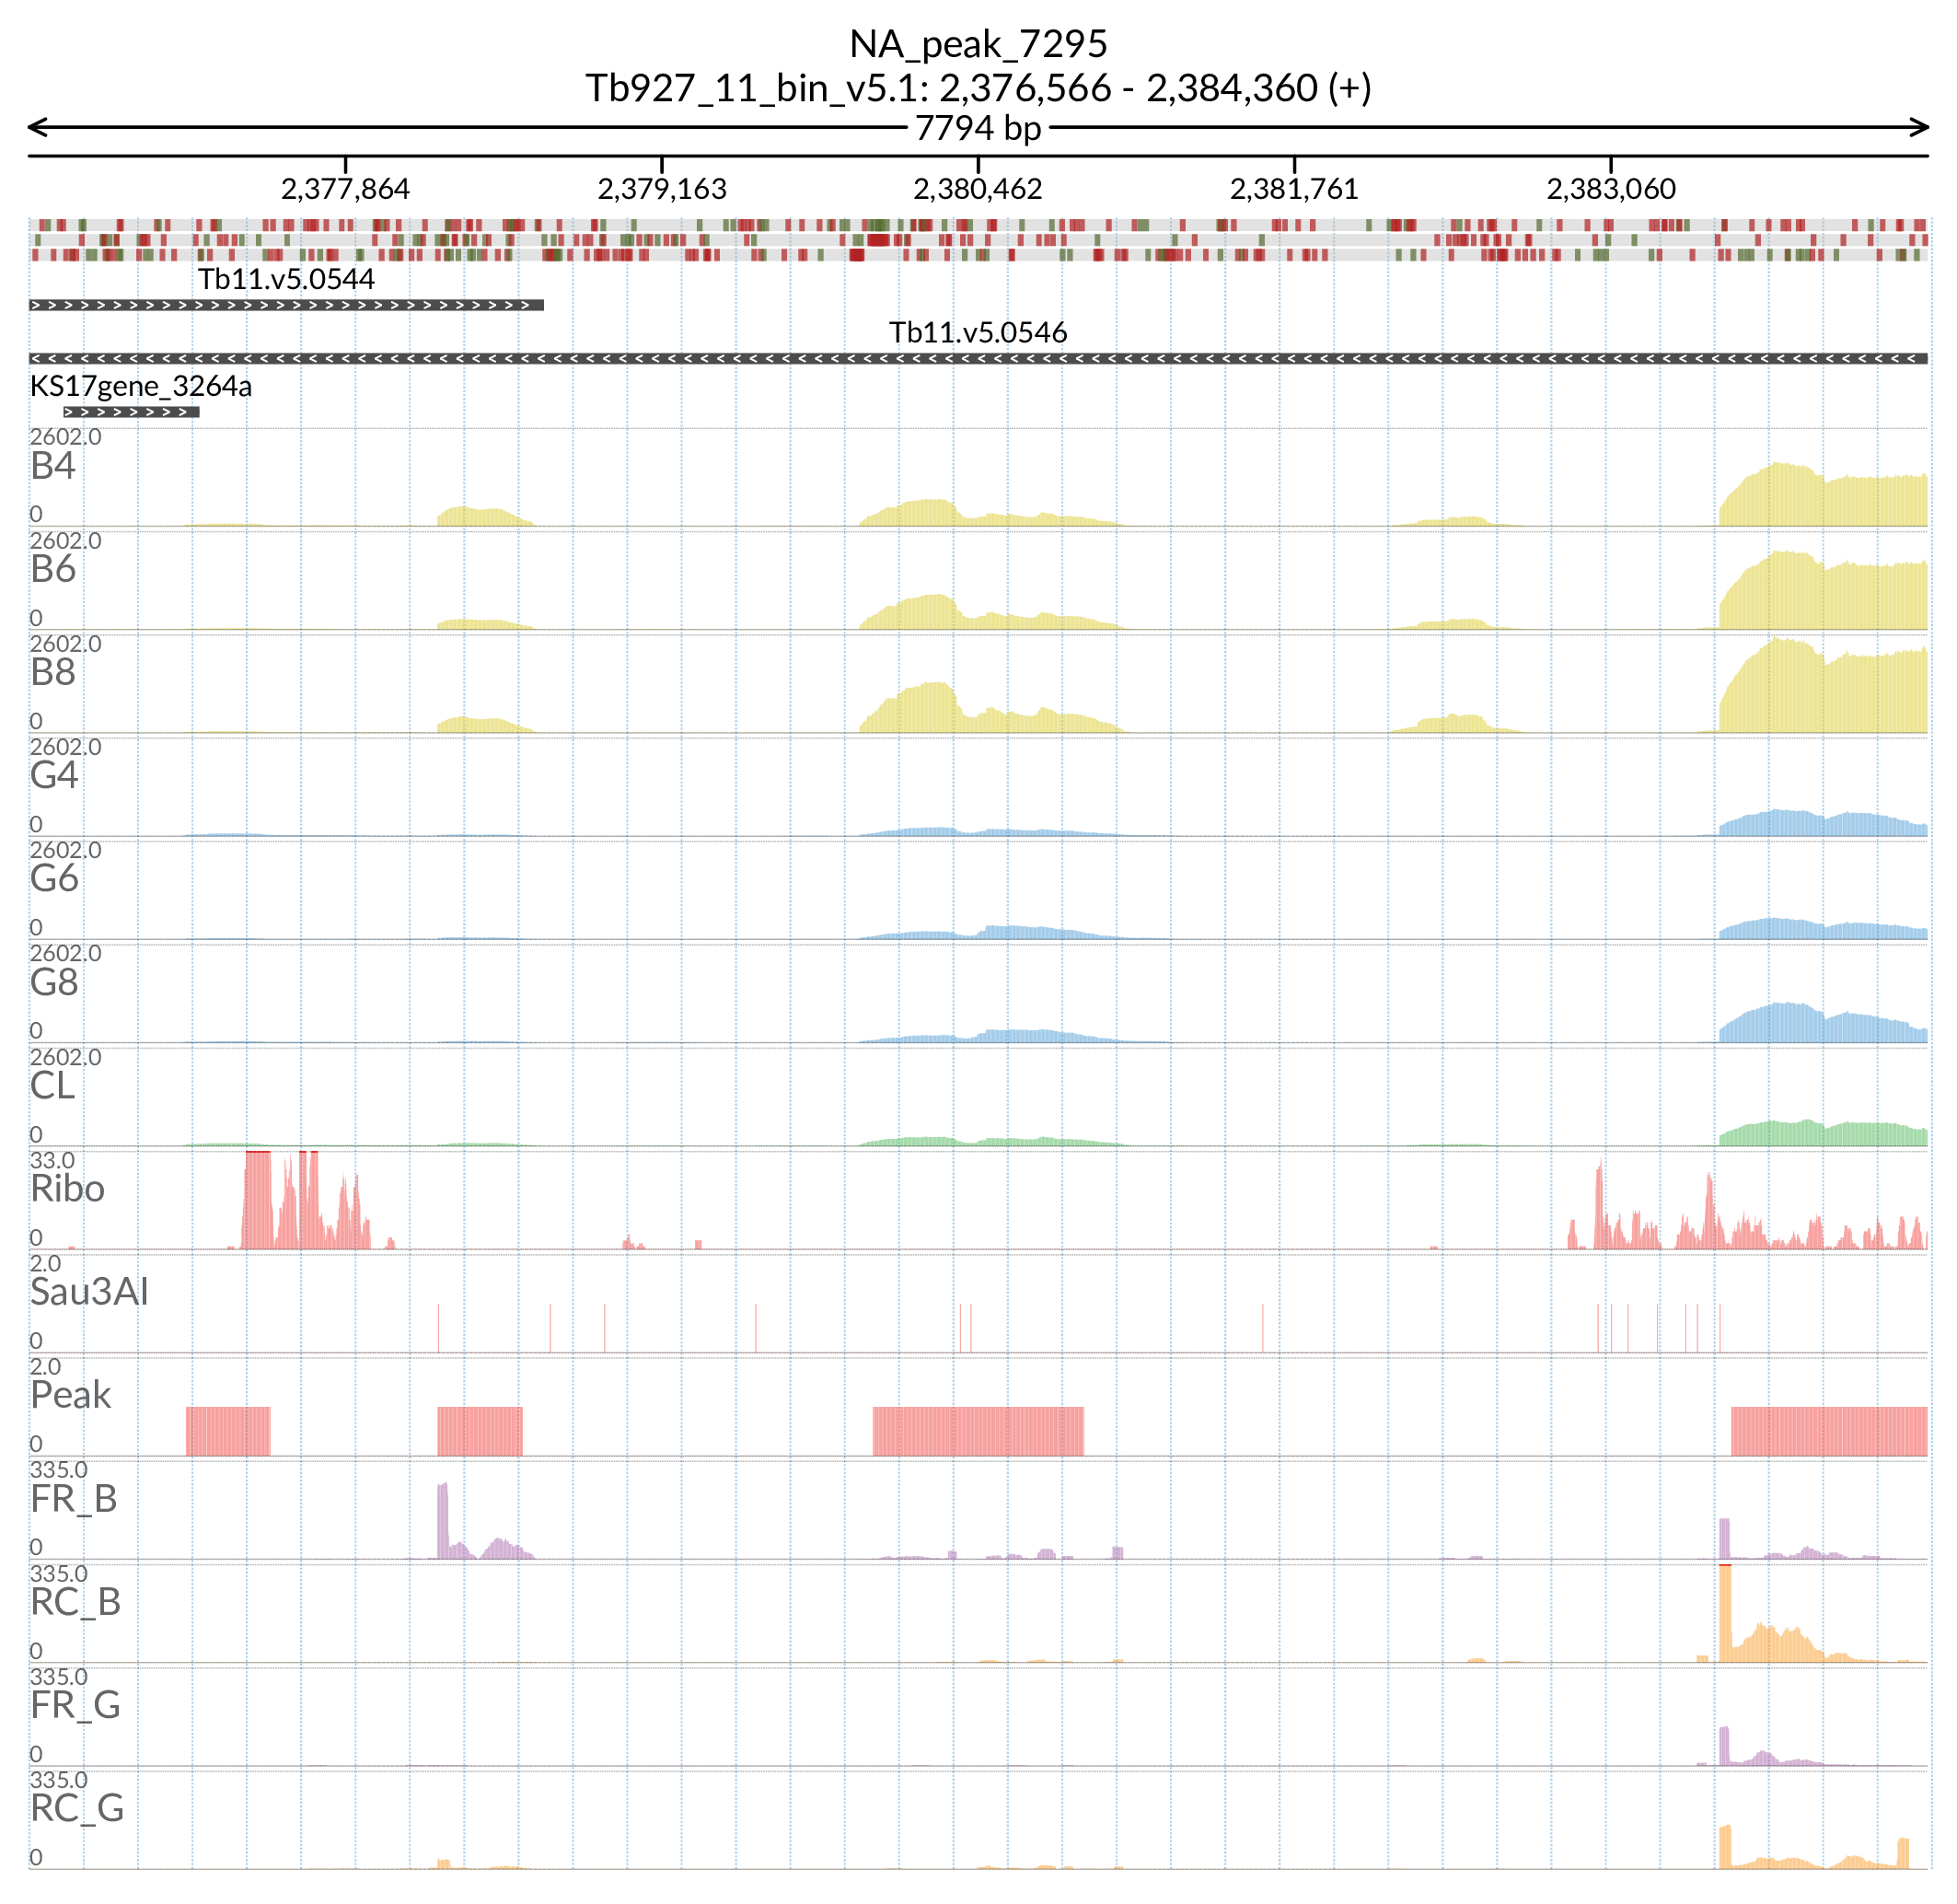 NA_peak_7295
Tb927_11_bin_v5.1: 2,376,566 - 2,384,360 (+)
7794 bp
2,377,864 2,379,163 2,380,462 2,381,761 2,383,060
Tb11.v5.0544
Tb11.v5.0546
KS17gene_3264a
2602.0
B4
0
2602.0
B6
0
2602.0
B8
0
2602.0
G4
0
2602.0
G6
0
2602.0
G8
0
2602.0
CL
0
33.0
Ribo
0
2.0
Sau3AI
0
2.0
Peak
0
335.0
FR_B
0
335.0
RC_B
0
335.0
FR_G
0
335.0
RC_G
0